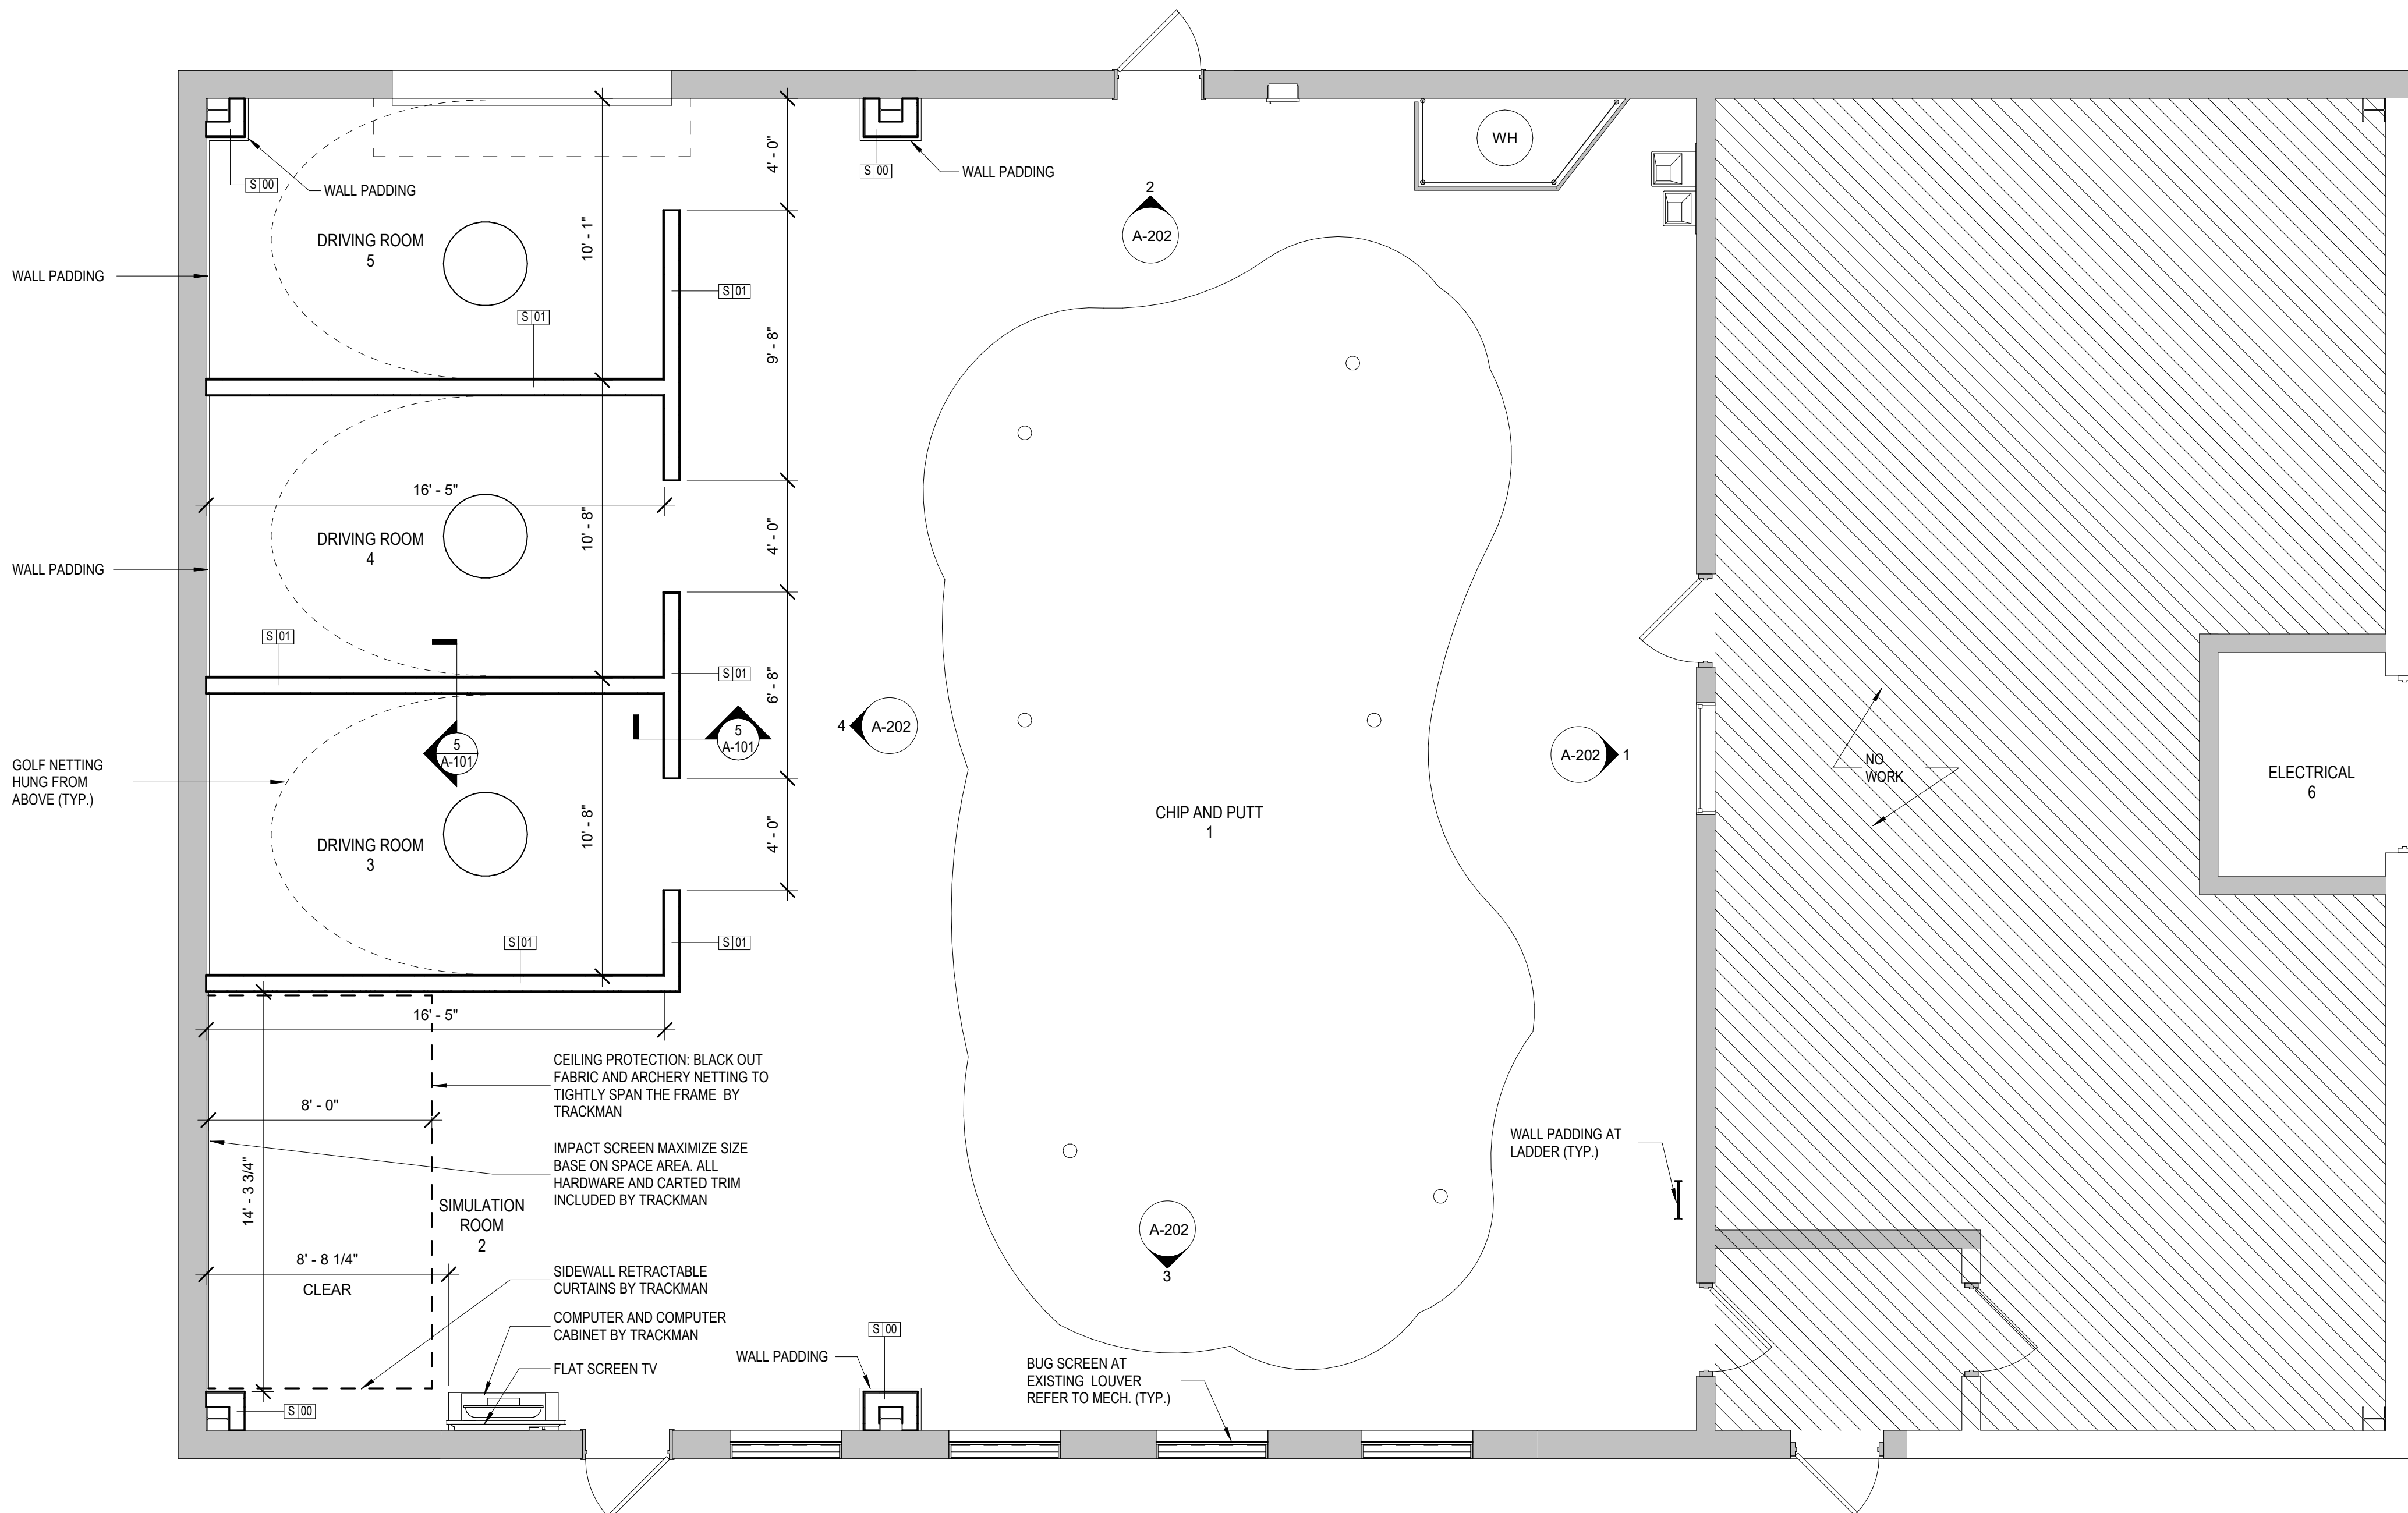 WALL PADDING
S 00
WALL PADDING
DRIVING ROOM
5
10' - 1"
S 01
S 01
4' - 0"
9' - 8"
S 00
WALL PADDING
2
A-202
WH
WALL PADDING
16' - 5"
DRIVING ROOM
4
10' - 8"
4' - 0"
S 01
S 01
6' - 8"
5
A-101
5
A-101
4
A-202
A-202
1
GOLF NETTING
HUNG FROM
ABOVE (TYP.)
DRIVING ROOM
3
10' - 8"
4' - 0"
S 01
S 01
CHIP AND PUTT
1
NO
WORK
ELECTRICAL
6
16' - 5"
8' - 0"
14' - 3 3/4"
8' - 8 1/4"
CLEAR
SIMULATION
ROOM
2
CEILING PROTECTION: BLACK OUT
FABRIC AND ARCHERY NETTING TO
TIGHTLY SPAN THE FRAME BY
TRACKMAN
IMPACT SCREEN MAXIMIZE SIZE
BASE ON SPACE AREA. ALL
HARDWARE AND CARTED TRIM
INCLUDED BY TRACKMAN
SIDEWALL RETRACTABLE
CURTAINS BY TRACKMAN
COMPUTER AND COMPUTER
CABINET BY TRACKMAN
FLAT SCREEN TV
S 00
WALL PADDING
S 00
BUG SCREEN AT
EXISTING LOUVER
REFER TO MECH. (TYP.)
A-202
3
WALL PADDING AT
LADDER (TYP.)